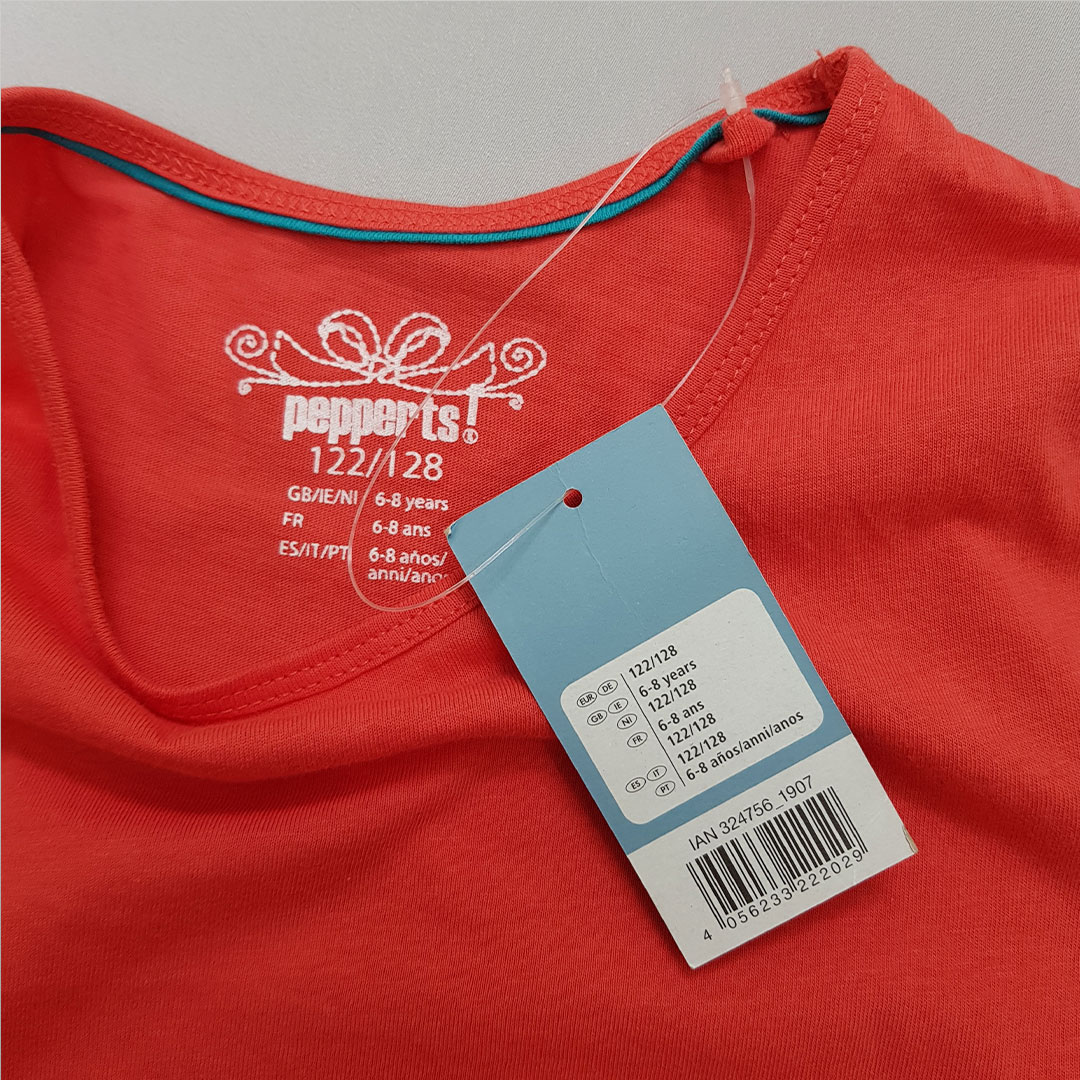 pepperts!
122/128
GB/IE/NI 6-8 years
FR 6-8 ans
ES/IT/PT 6-8 años/
anni/anos
EUR DE 122/128
GB IE 6-8 years
NI 122/128
FR 6-8 ans
122/128
ES IT 122/128
PT 6-8 años/anni/anos
IAN 324756_1907
4 056233 222029